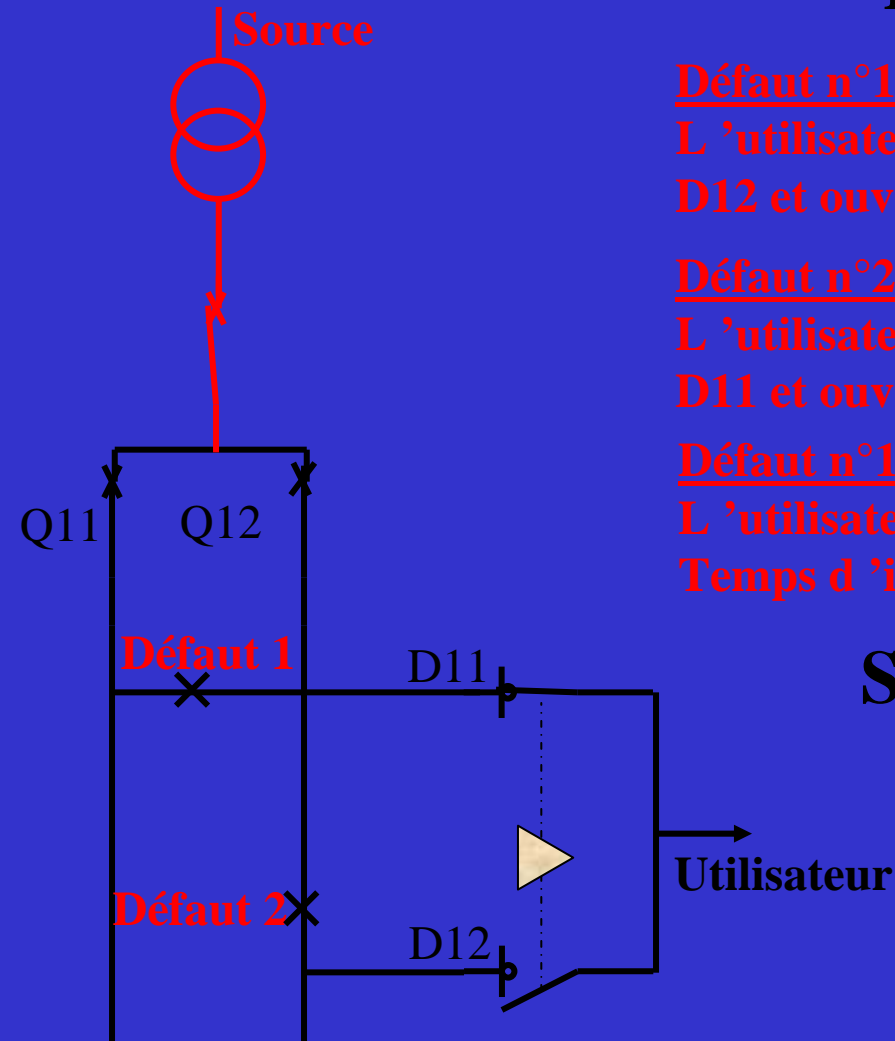 Source
Défaut n°1
L ’utilisate
D12 et ouv
Défaut n°2
L ’utilisate
D11 et ouv
Défaut n°1
L ’utilisate
Temps d ’i
Q11
Q12
Défaut 1
D11
S
Utilisateur
Défaut 2
D12